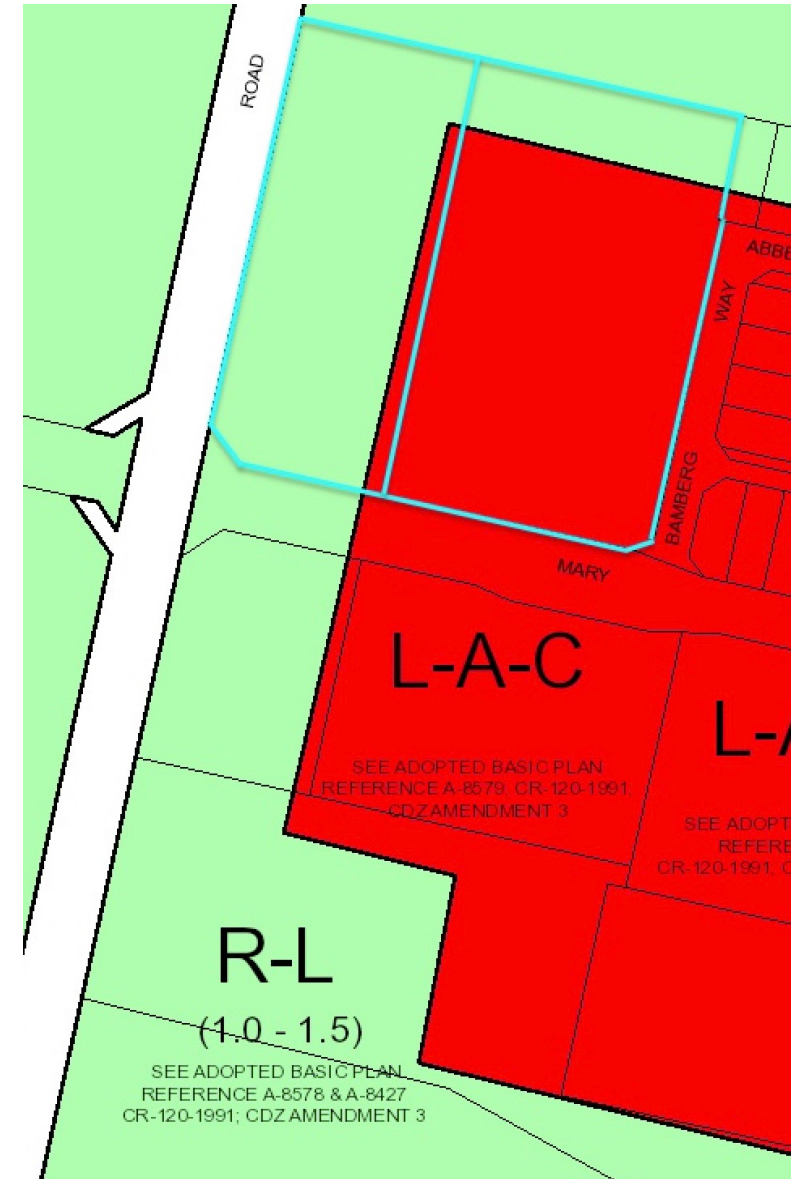 ROAD
ABBE
WAY
BAMBERG
MARY
L-A-C
SEE ADOPTED BASIC PLAN
REFERENCE A-8579, CR-120-1991,
CDZ AMENDMENT 3
L-A
SEE ADOPT
REFERE
CR-120-1991, C
R-L
(1.0 - 1.5)
SEE ADOPTED BASIC PLAN
REFERENCE A-8578 & A-8427
CR-120-1991; CDZ AMENDMENT 3